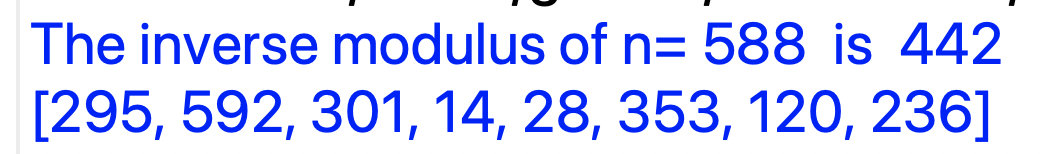 The inverse modulus of n= 588 is 442
[295, 592, 301, 14, 28, 353, 120, 236]